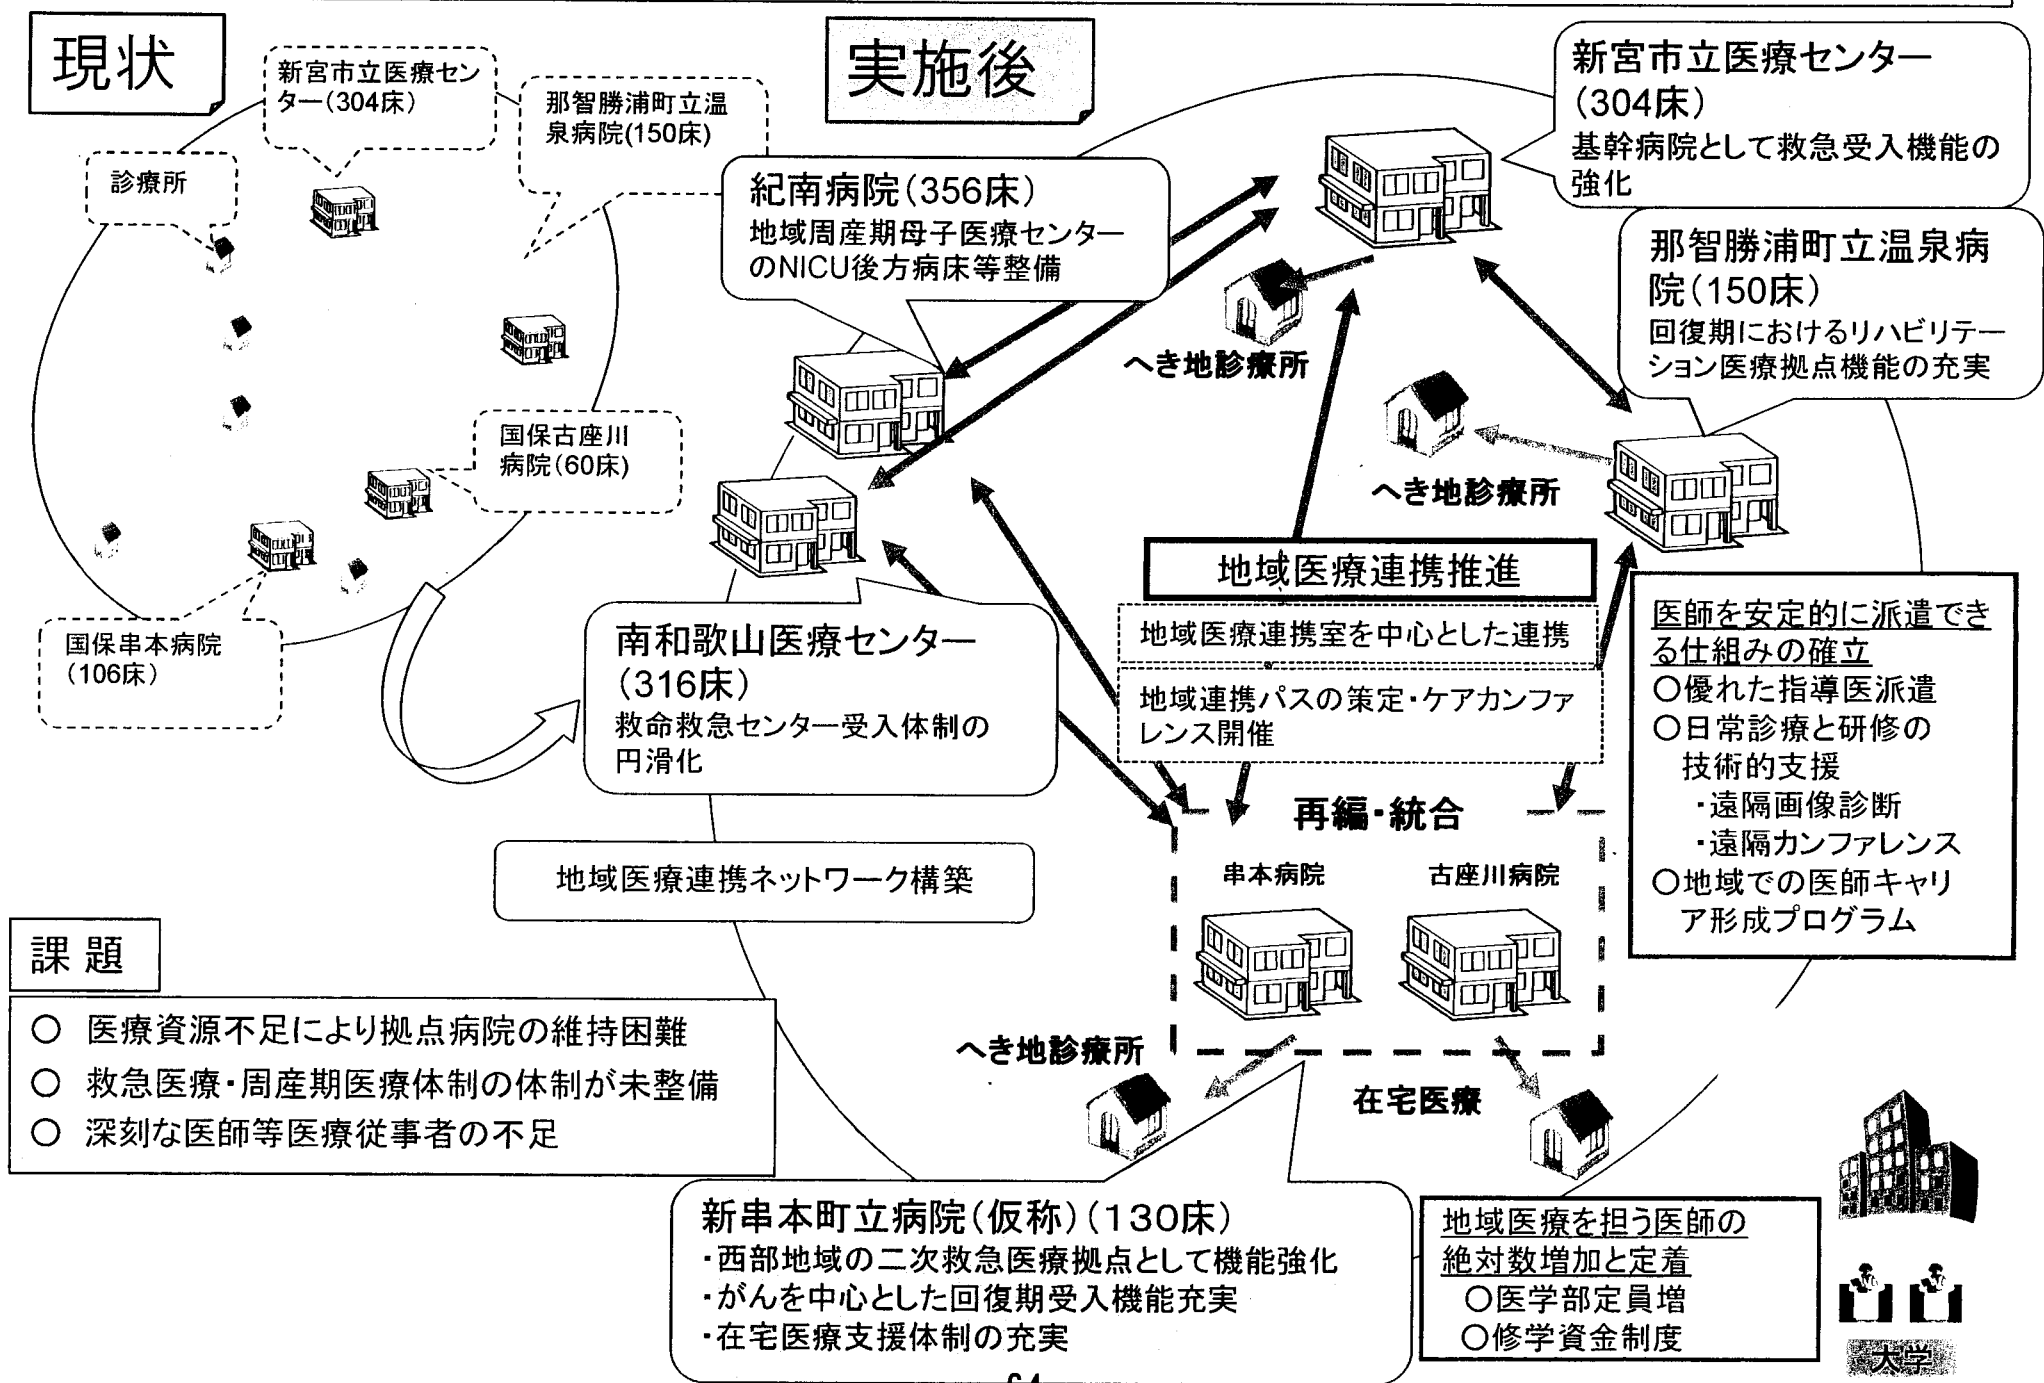 現状
新宮市立医療セン
ター(304床)
那智勝浦町立温
泉病院(150床)
診療所
国保古座川
病院(60床)
国保串本病院
(106床)
実施後
新宮市立医療センター
(304床)
基幹病院として救急受入機能の
強化
紀南病院(356床)
地域周産期母子医療センター
のNICU後方病床等整備
那智勝浦町立温泉病
院(150床)
回復期におけるリハビリテー
ション医療拠点機能の充実
へき地診療所
へき地診療所
地域医療連携推進
地域医療連携室を中心とした連携
地域連携パスの策定・ケアカンファ
レンス開催
南和歌山医療センター
(316床)
救命救急センター受入体制の
円滑化
医師を安定的に派遣でき
る仕組みの確立
○優れた指導医派遣
○日常診療と研修の
技術的支援
・遠隔画像診断
・遠隔カンファレンス
○地域での医師キャリ
ア形成プログラム
再編・統合
串本病院 古座川病院
地域医療連携ネットワーク構築
課題
○ 医療資源不足により拠点病院の維持困難
○ 救急医療・周産期医療体制の体制が未整備
○ 深刻な医師等医療従事者の不足
へき地診療所
在宅医療
新串本町立病院(仮称)(130床)
・西部地域の二次救急医療拠点として機能強化
・がんを中心とした回復期受入機能充実
・在宅医療支援体制の充実
地域医療を担う医師の
絶対数増加と定着
○医学部定員増
○修学資金制度
大学